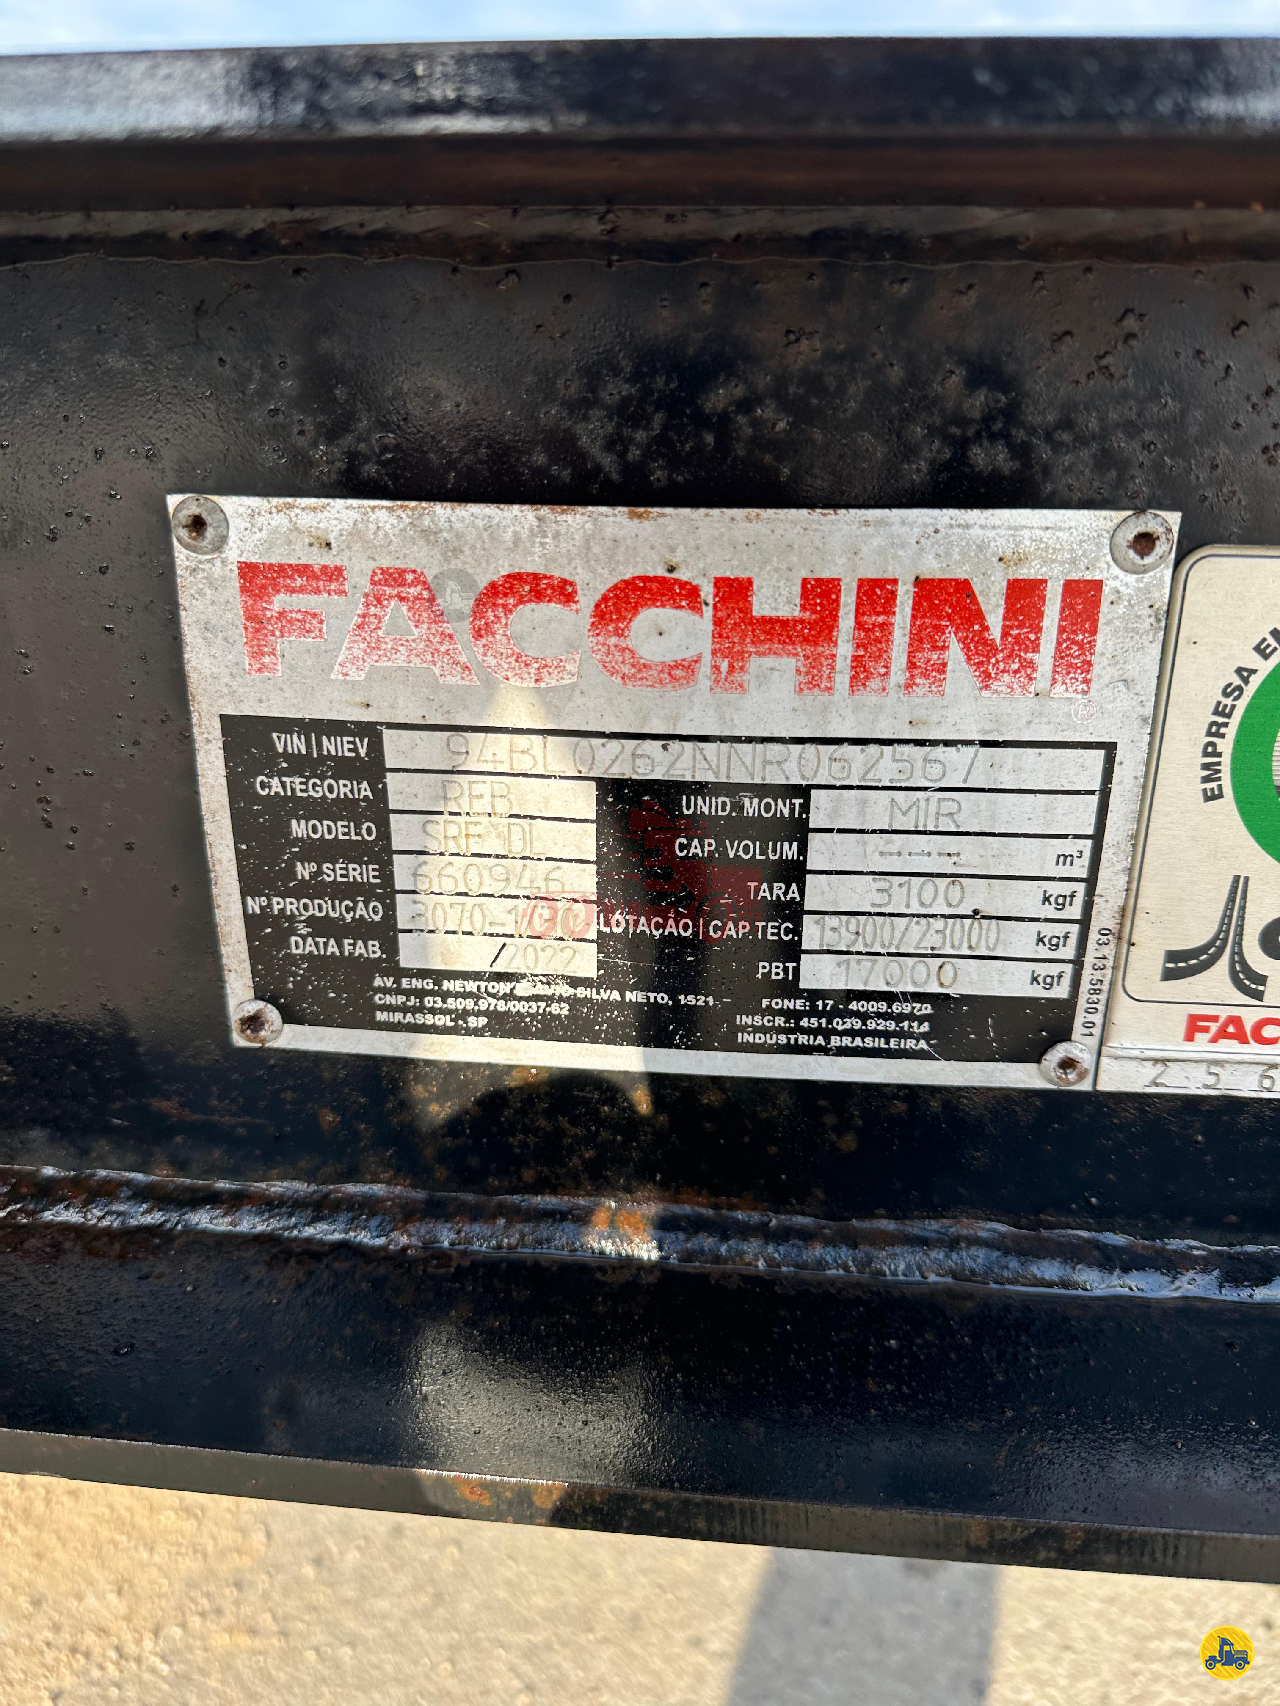 FACCHINI
®
VIN | NIEV 94BL0262NNR062567
CATEGORIA REB UNID. MONT. MIR
MODELO SRF DL CAP. VOLUM. --- m³
Nº SÉRIE 660946 TARA 3100 kgf
Nº PRODUÇÃO LOTAÇÃO | CAP.TEC. 13900/23000 kgf
DATA FAB. /2022 PBT 17000 kgf
AV. ENG. NEWTON SILVA NETO, 1521 - FONE: 17 - 4009.6970
CNPJ: 03.509.978/0037-62 INSCR.: 451.039.929.114
MIRASSOL - SP INDÚSTRIA BRASILEIRA
03.13.5830.01
EMPRESA
FAC
2 5 6